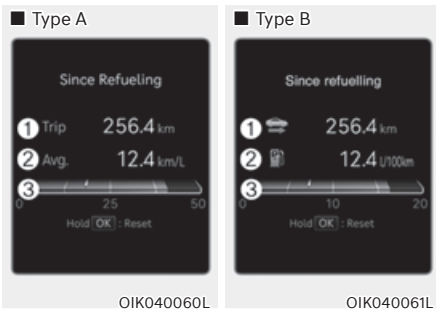 ■ Type A
Since Refueling
① Trip 256.4 km
② Avg. 12.4 km/L
③
0 25 50
Hold OK : Reset
OIK040060L
■ Type B
Since refuelling
① 256.4 km
② 12.4 L/100km
③
0 10 20
Hold OK : Reset
OIK040061L